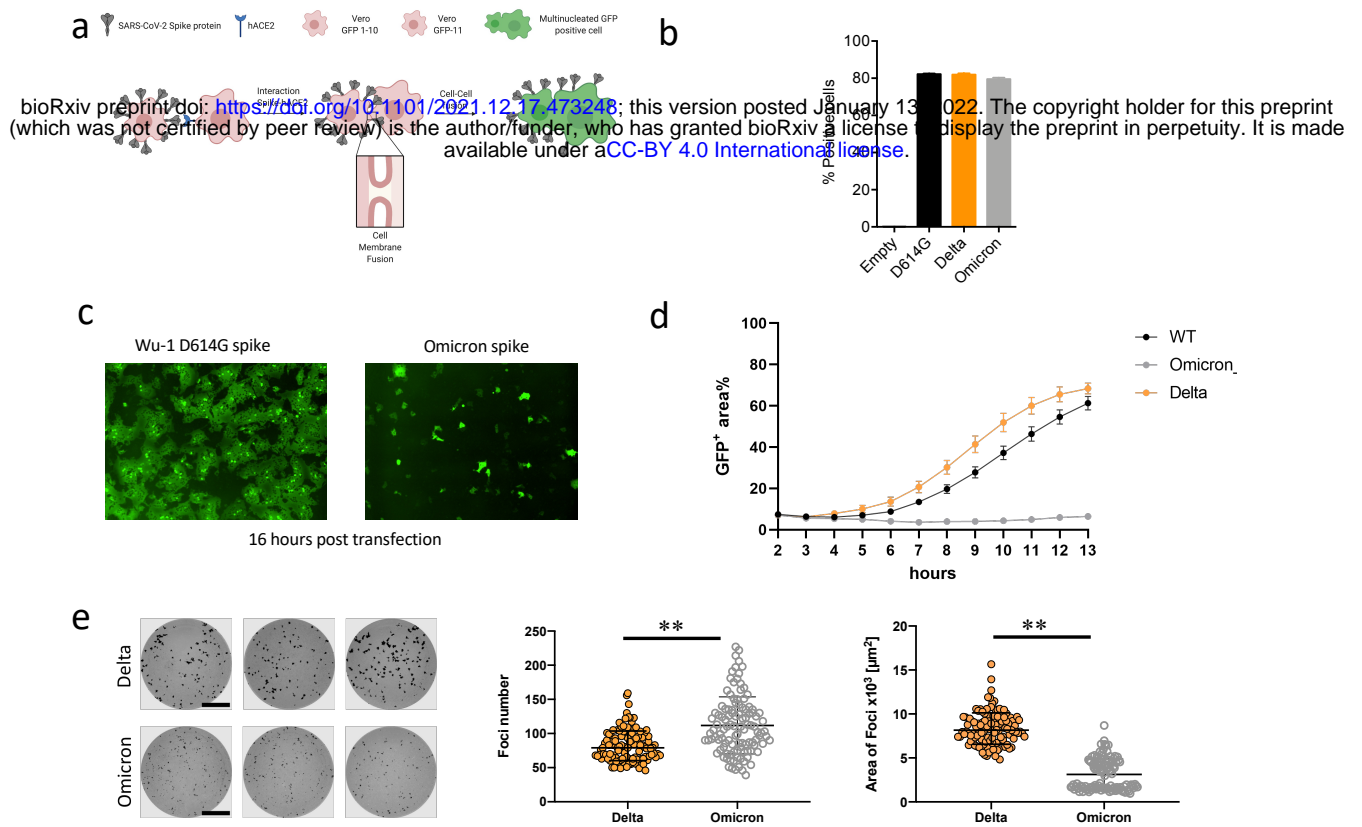 a
SARS-CoV-2 Spike protein
hACE2
Vero
GFP 1-10
Vero
GFP-11
Multinucleated GFP
positive cell
Interaction
Spike-hACE2
Cell-Cell
Cell
Membrane
Fusion
bioRxiv preprint doi: https://doi.org/10.1101/2021.12.17.473248; this version posted January 13, 2022. The copyright holder for this preprint
(which was not certified by peer review) is the author/funder, who has granted bioRxiv a license to display the preprint in perpetuity. It is made
available under aCC-BY 4.0 International license.
b
% Positive cells
100
80
60
40
20
0
Empty
D614G
Delta
Omicron
c
Wu-1 D614G spike
Omicron spike
16 hours post transfection
d
GFP+ area%
100
80
60
40
20
0
2 3 4 5 6 7 8 9 10 11 12 13
hours
WT
Omicron_
Delta
e
Delta
Omicron
Foci number
250
200
150
100
50
0
**
Delta Omicron
Area of Foci x10³ [µm²]
20
15
10
5
0
**
Delta Omicron